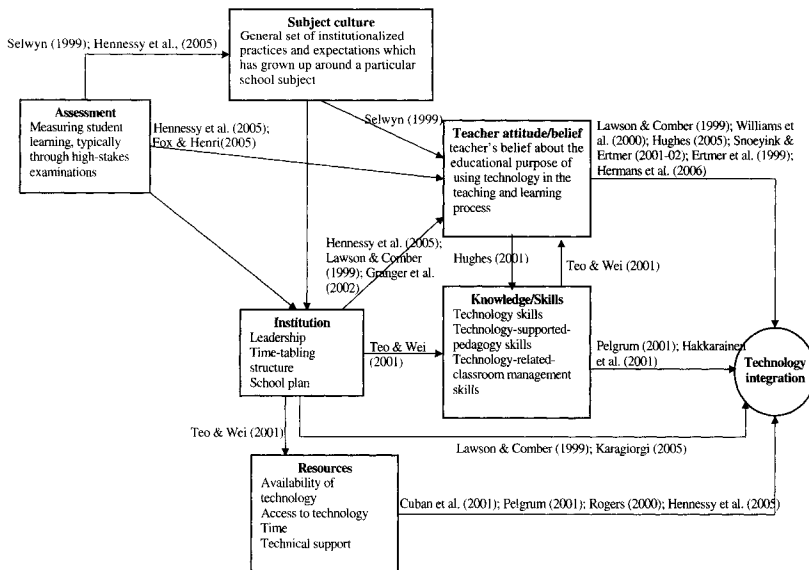 Subject culture
General set of institutionalized
practices and expectations which
has grown up around a particular
school subject
Selwyn (1999); Hennessy et al., (2005)
Assessment
Measuring student
learning, typically
through high-stakes
examinations
Hennessy et al. (2005);
Fox & Henri(2005)
Selwyn (1999)
Teacher attitude/belief
teacher's belief about the
educational purpose of
using technology in the
teaching and learning
process
Lawson & Comber (1999); Williams et
al. (2000); Hughes (2005); Snoeyink &
Ertmer (2001-02); Ertmer et al. (1999);
Hermans et al. (2006)
Hennessy et al. (2005);
Lawson & Comber
(1999); Granger et al.
(2002)
Hughes (2001)
Teo & Wei (2001)
Institution
Leadership
Time-tabling
structure
School plan
Teo & Wei
(2001)
Knowledge/Skills
Technology skills
Technology-supported-
pedagogy skills
Technology-related-
classroom management
skills
Pelgrum (2001); Hakkarainen
et al. (2001)
Technology
integration
Teo & Wei (2001)
Lawson & Comber (1999); Karagiorgi (2005)
Resources
Availability of
technology
Access to technology
Time
Technical support
Cuban et al. (2001); Pelgrum (2001); Rogers (2000); Hennessy et al. (2005)